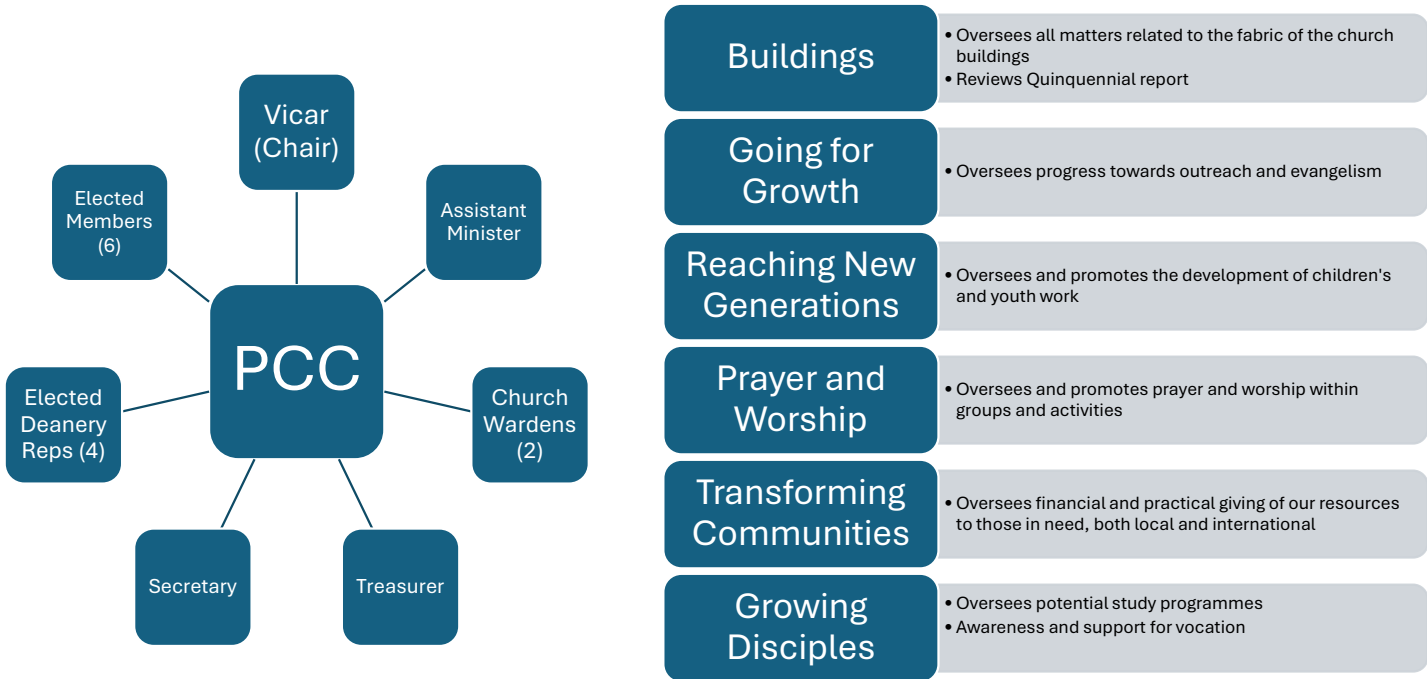 Vicar
(Chair)
Elected
Members
(6)
Assistant
Minister
PCC
Elected
Deanery
Reps (4)
Church
Wardens
(2)
Secretary
Treasurer
Buildings
• Oversees all matters related to the fabric of the church
buildings
• Reviews Quinquennial report
Going for
Growth
• Oversees progress towards outreach and evangelism
Reaching New
Generations
• Oversees and promotes the development of children's
and youth work
Prayer and
Worship
• Oversees and promotes prayer and worship within
groups and activities
Transforming
Communities
• Oversees financial and practical giving of our resources
to those in need, both local and international
Growing
Disciples
• Oversees potential study programmes
• Awareness and support for vocation